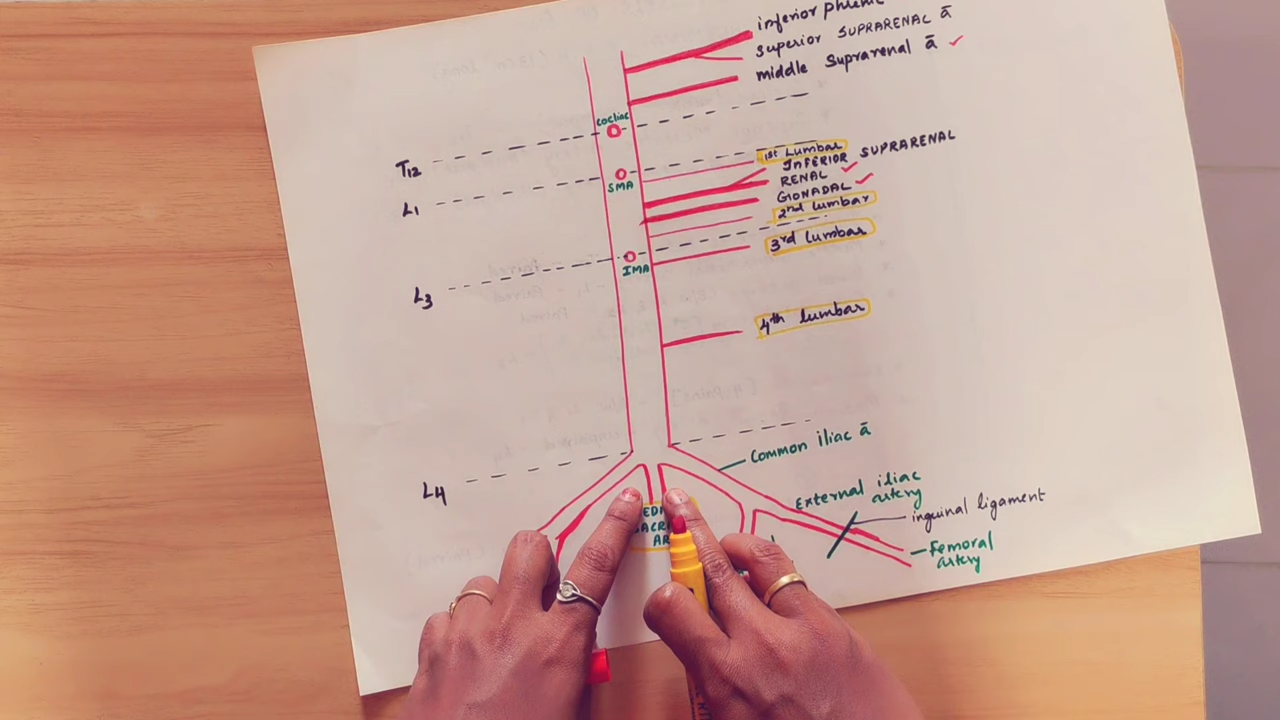 inferior phrenic
superior SUPRARENAL ā
middle Suprarenal ā ✓
coeliac
T12
1st Lumbar
INFERIOR SUPRARENAL
RENAL ✓
SMA
L1
GIONADAL ✓
2nd lumbar
3rd lumbar
IMA
L3
4th lumbar
Common iliac ā
L4
External iliac
artery
inguinal ligament
Femoral
artery